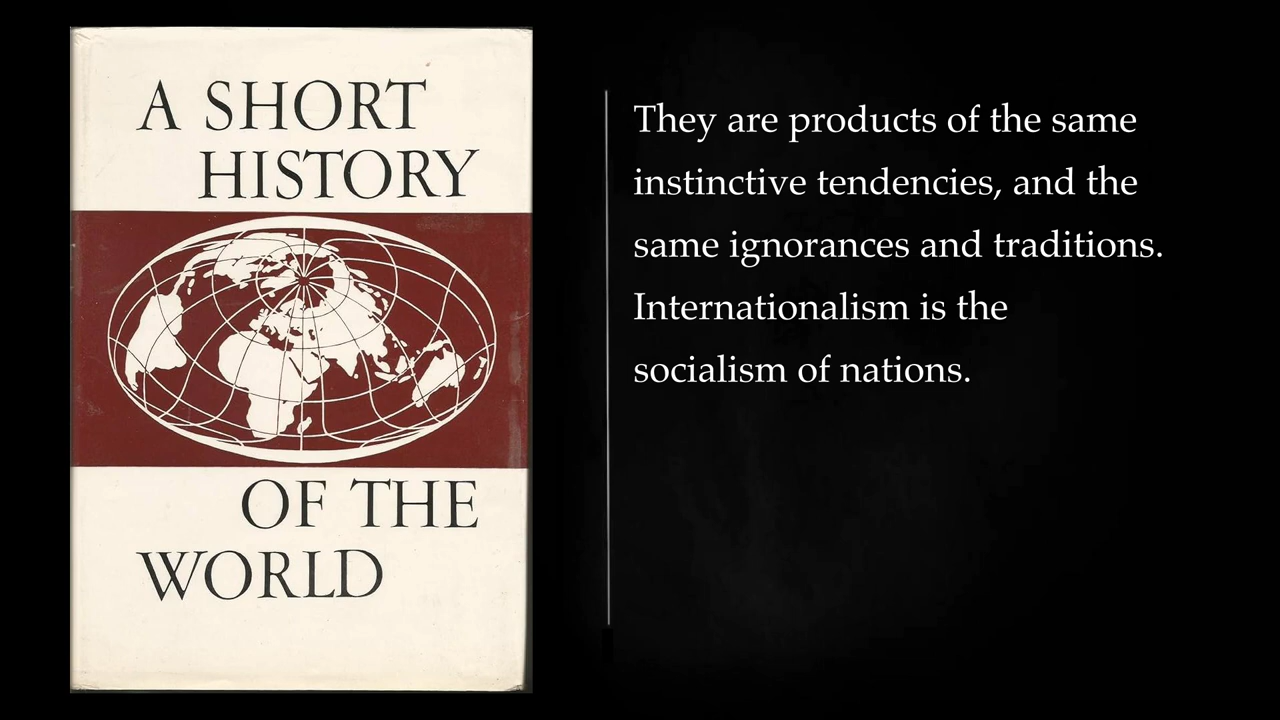 A SHORT
HISTORY
OF THE
WORLD
They are products of the same
instinctive tendencies, and the
same ignorances and traditions.
Internationalism is the
socialism of nations.